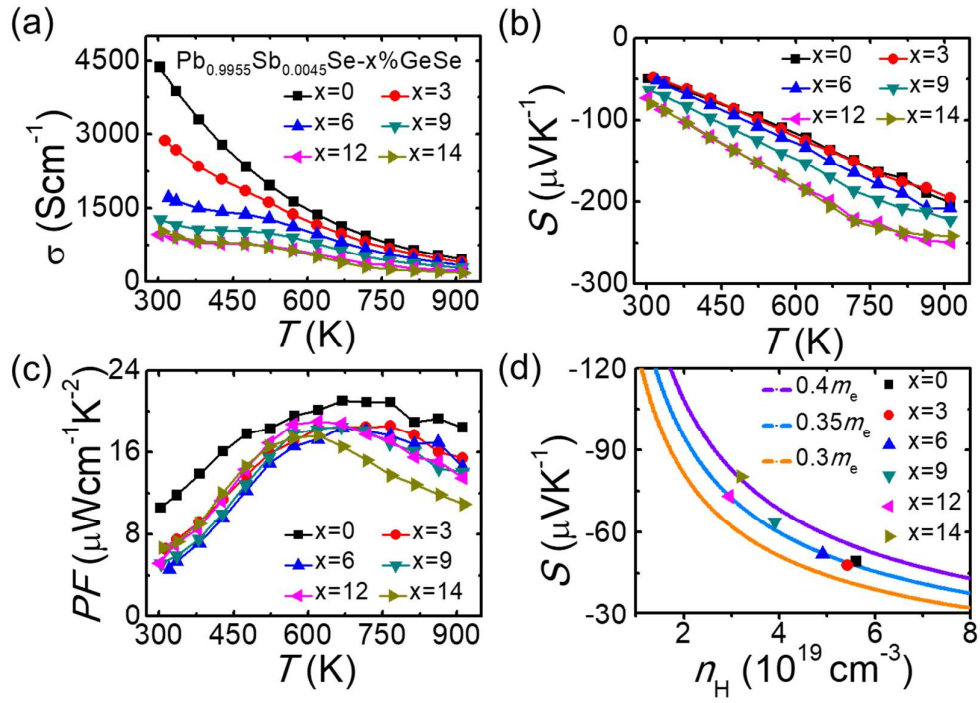 (a)
Pb0.9955Sb0.0045Se-x%GeSe
x=0 x=3
x=6 x=9
x=12 x=14
4500
3000
1500
0
σ (Scm⁻¹)
300 450 600 750 900
T (K)
(b)
x=0 x=3
x=6 x=9
x=12 x=14
0
-100
-200
-300
S (μVK⁻¹)
300 450 600 750 900
T (K)
(c)
24
16
8
0
PF (μWcm⁻¹K⁻²)
x=0 x=3
x=6 x=9
x=12 x=14
300 450 600 750 900
T (K)
(d)
-120
-90
-60
-30
S (μVK⁻¹)
0.4mₑ
0.35mₑ
0.3mₑ
x=0
x=3
x=6
x=9
x=12
x=14
2 4 6 8
nH (10¹⁹ cm⁻³)